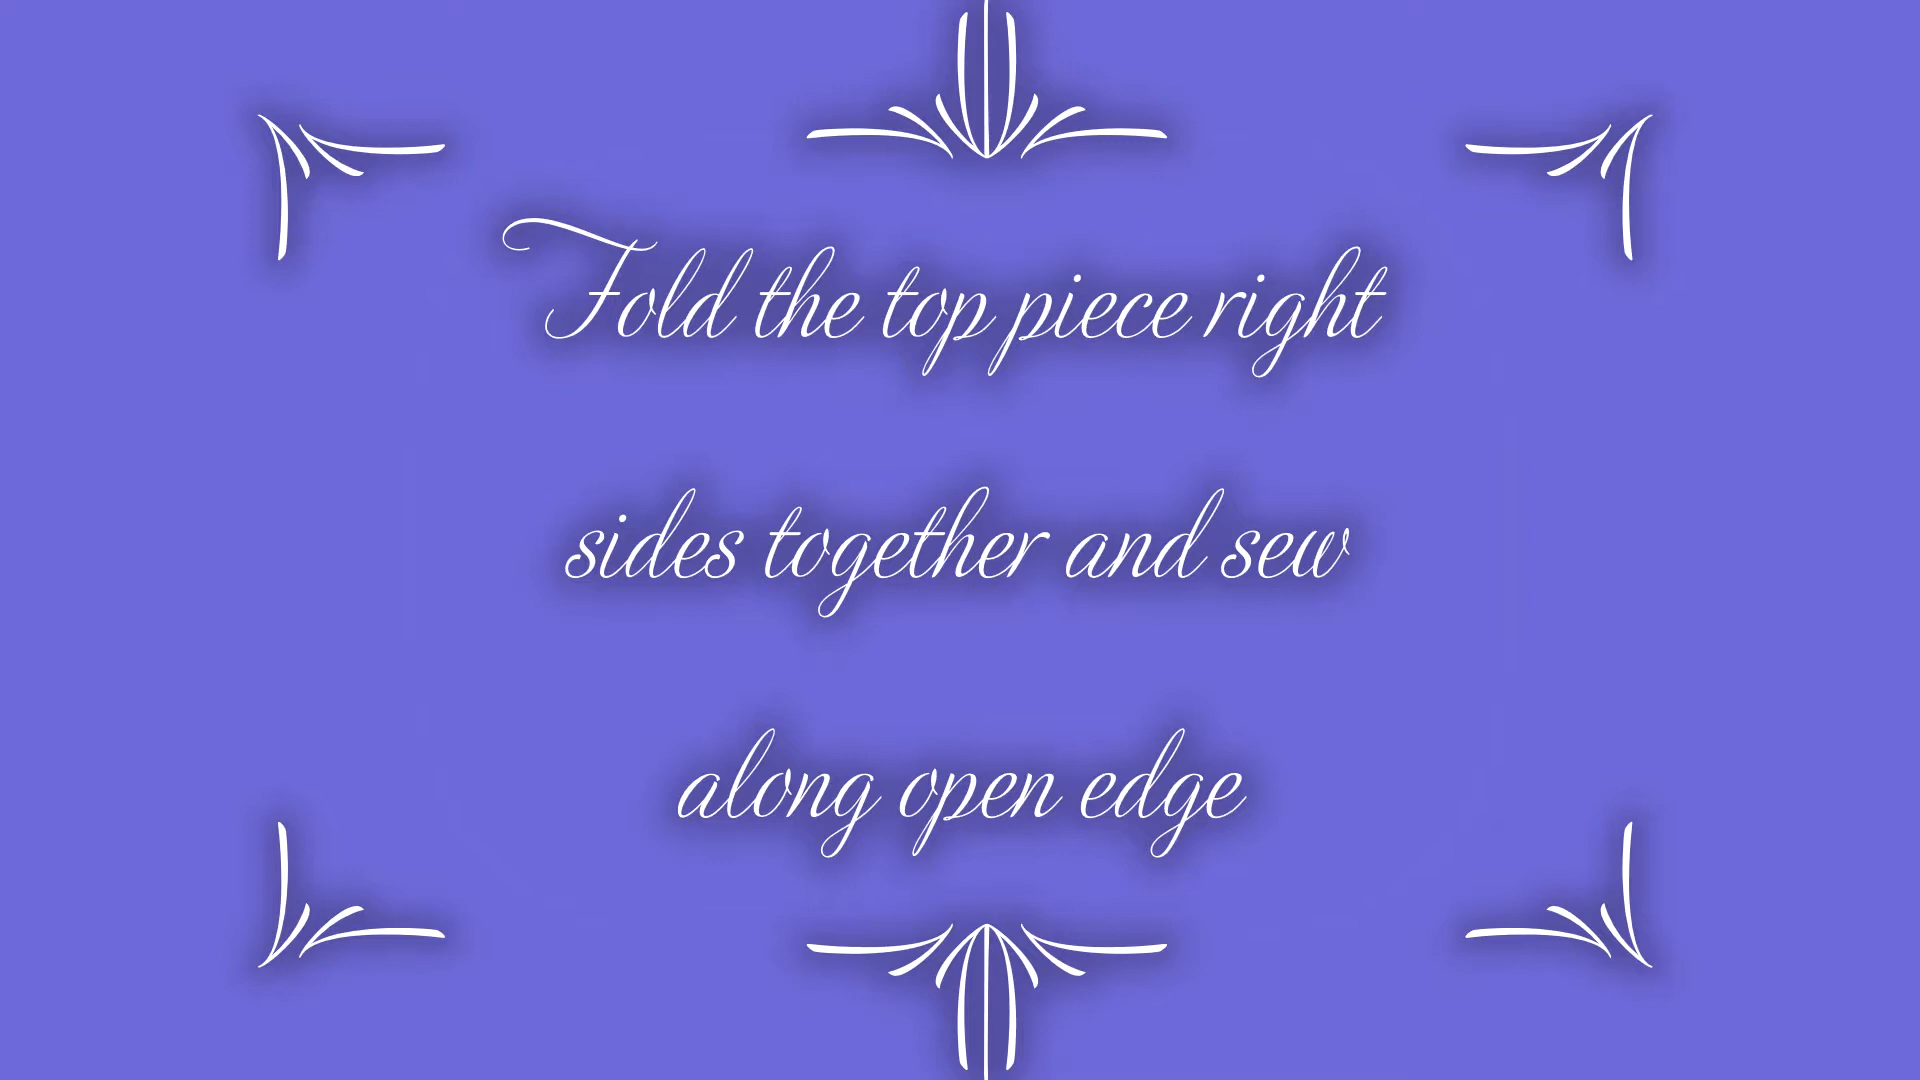 Fold the top piece right
sides together and sew
along open edge